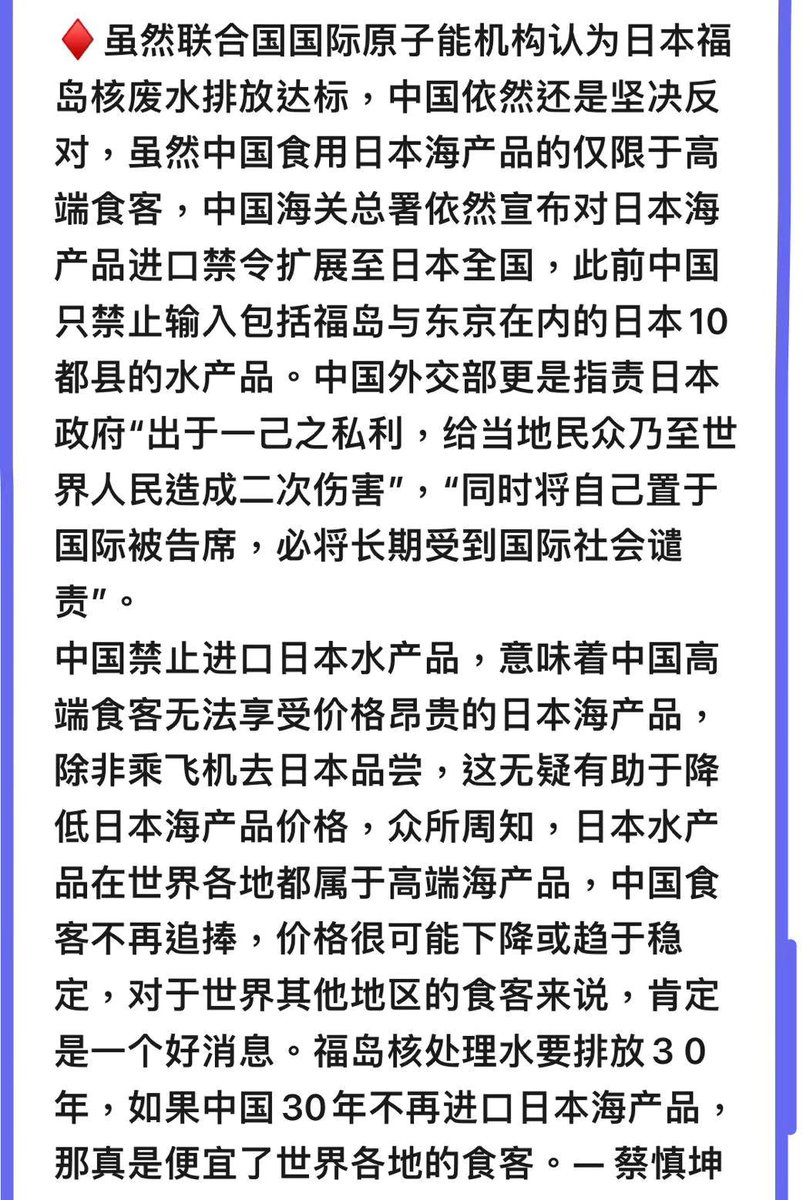 ♦️虽然联合国国际原子能机构认为日本福
岛核废水排放达标，中国依然还是坚决反
对，虽然中国食用日本海产品的仅限于高
端食客，中国海关总署依然宣布对日本海
产品进口禁令扩展至日本全国，此前中国
只禁止输入包括福岛与东京在内的日本10
都县的水产品。中国外交部更是指责日本
政府“出于一己之私利，给当地民众乃至世
界人民造成二次伤害”，“同时将自己置于
国际被告席，必将长期受到国际社会谴
责”。
中国禁止进口日本水产品，意味着中国高
端食客无法享受价格昂贵的日本海产品，
除非乘飞机去日本品尝，这无疑有助于降
低日本海产品价格，众所周知，日本水产
品在世界各地都属于高端海产品，中国食
客不再追捧，价格很可能下降或趋于稳
定，对于世界其他地区的食客来说，肯定
是一个好消息。福岛核处理水要排放３０
年，如果中国30年不再进口日本海产品，
那真是便宜了世界各地的食客。— 蔡慎坤